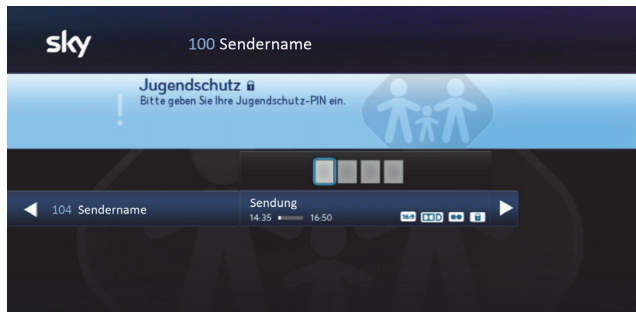 sky
100 Sendername
Jugendschutz
Bitte geben Sie Ihre Jugendschutz-PIN ein.
104 Sendername
Sendung
14:35 16:50
16:9 DD